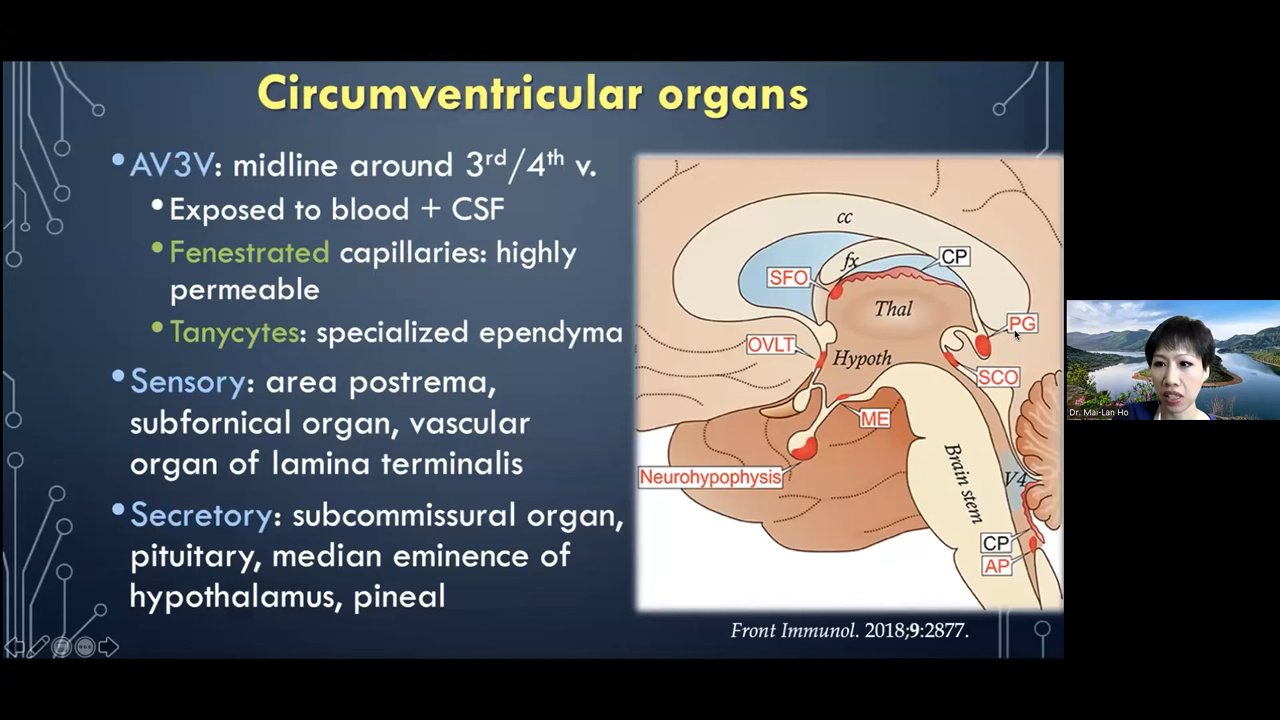 Circumventricular organs
•AV3V: midline around 3rd/4th v.
•Exposed to blood + CSF
•Fenestrated capillaries: highly
permeable
•Tanycytes: specialized ependyma
•Sensory: area postrema,
subfornical organ, vascular
organ of lamina terminalis
•Secretory: subcommissural organ,
pituitary, median eminence of
hypothalamus, pineal
cc
fx
CP
SFO
Thal
PG
OVLT
Hypoth
SCO
ME
Neurohypophysis
Brain stem
V4
CP
AP
Front Immunol. 2018;9:2877.
Dr. Mai-Lan Ho